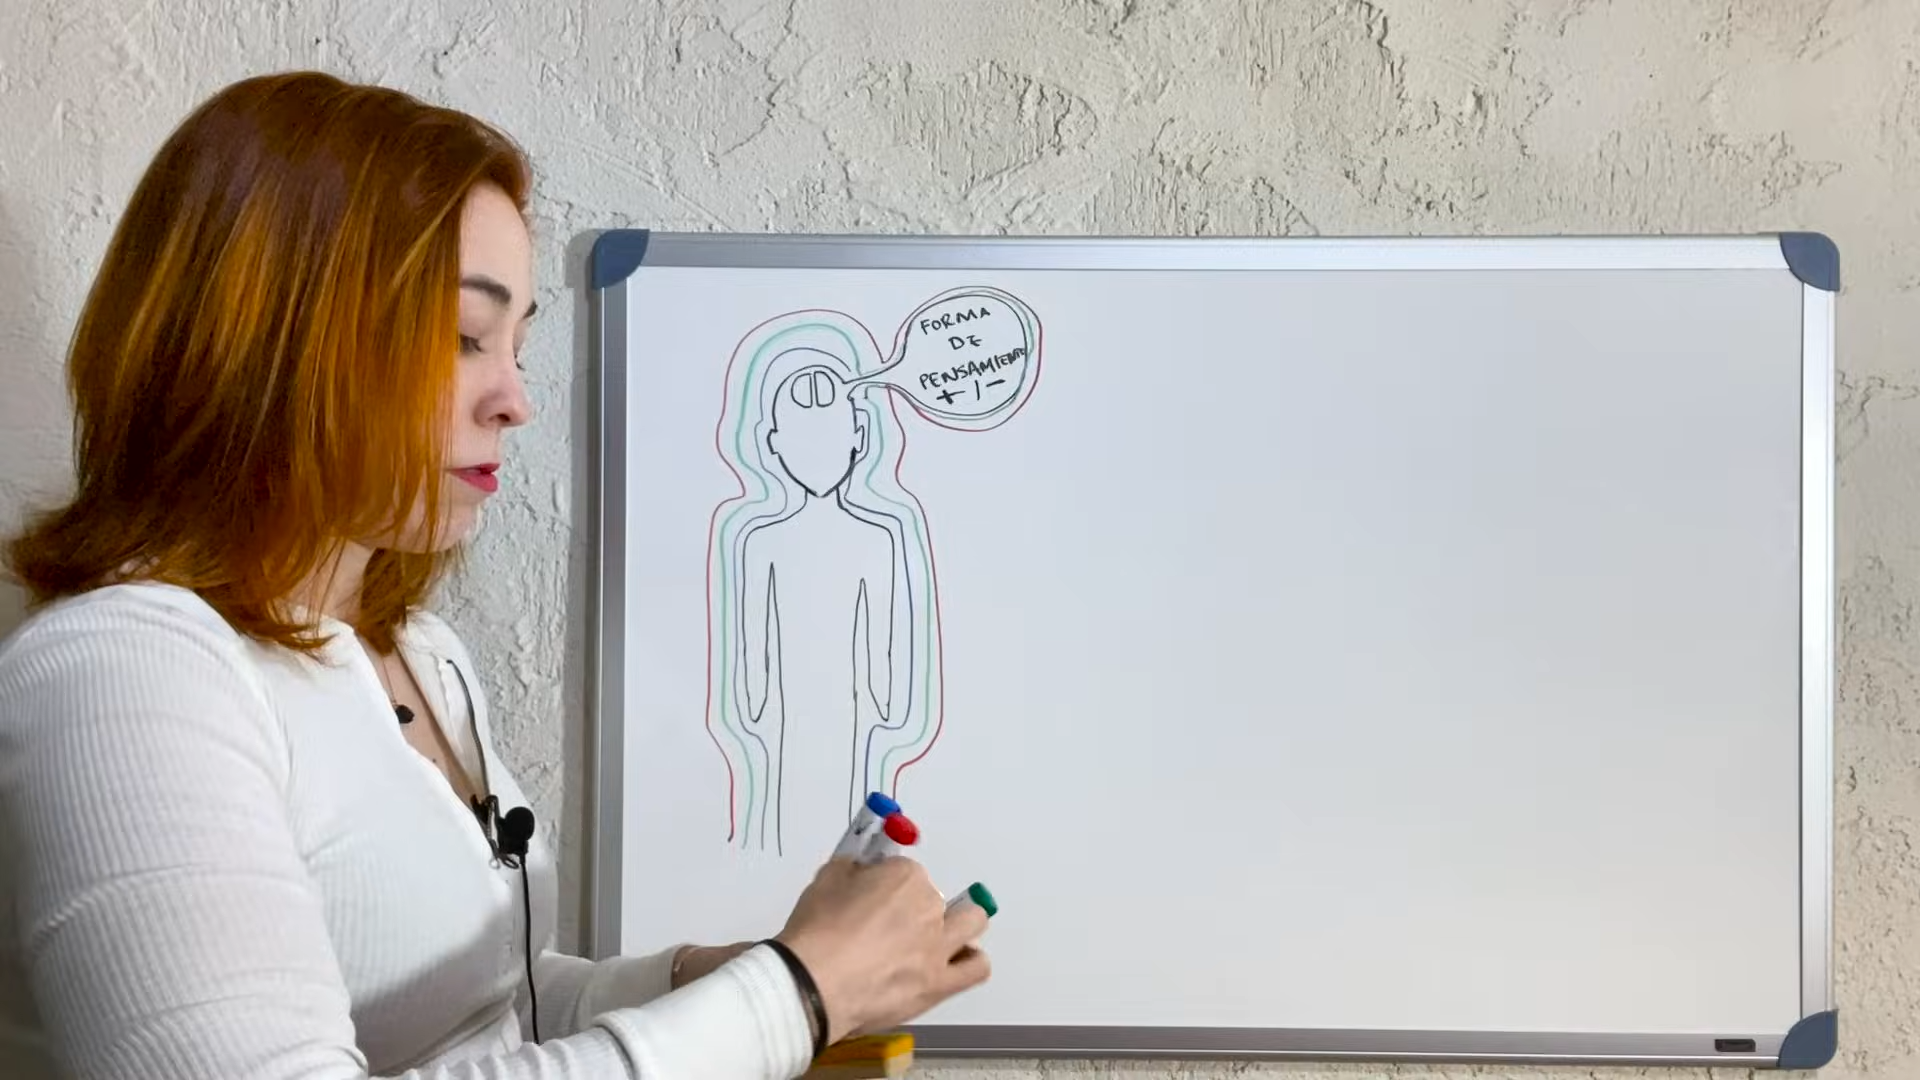 FORMA
DE
PENSAMIENTO
+ / -